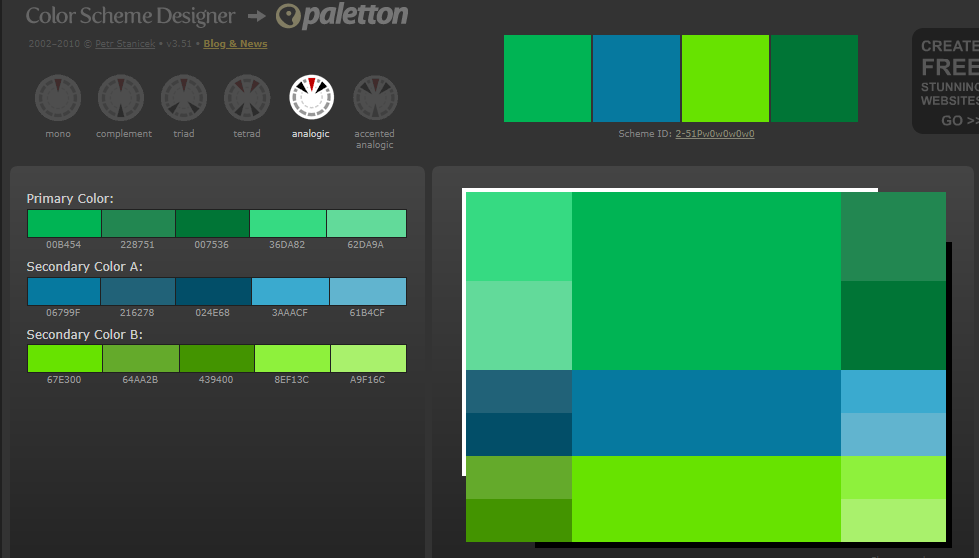 Color Scheme Designer → paletton
2002–2010 © Petr Stanicek • v3.51 • Blog & News
mono
complement
triad
tetrad
analogic
accented
analogic
Scheme ID: 2-51Pw0w0w0w0
CREATE
FREE
STUNNING
WEBSITES
GO >>
Primary Color:
00B454 228751 007536 36DA82 62DA9A
Secondary Color A:
06799F 216278 024E68 3AAACF 61B4CF
Secondary Color B:
67E300 64AA2B 439400 8EF13C A9F16C